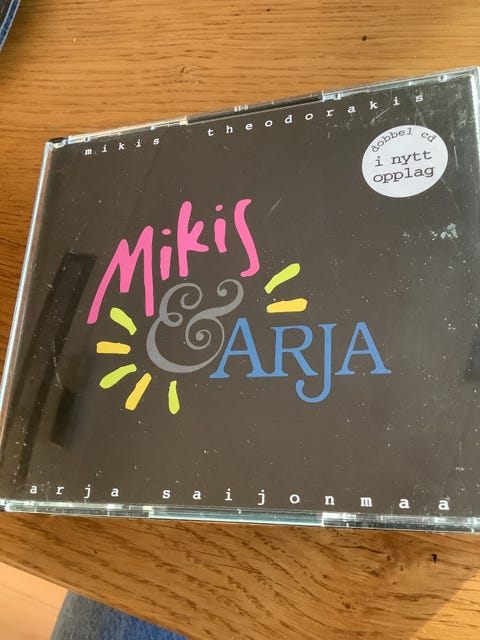 mikis theodorakis
dobbel cd
i nytt
opplag
Mikis
& ARJA
arja saijonmaa